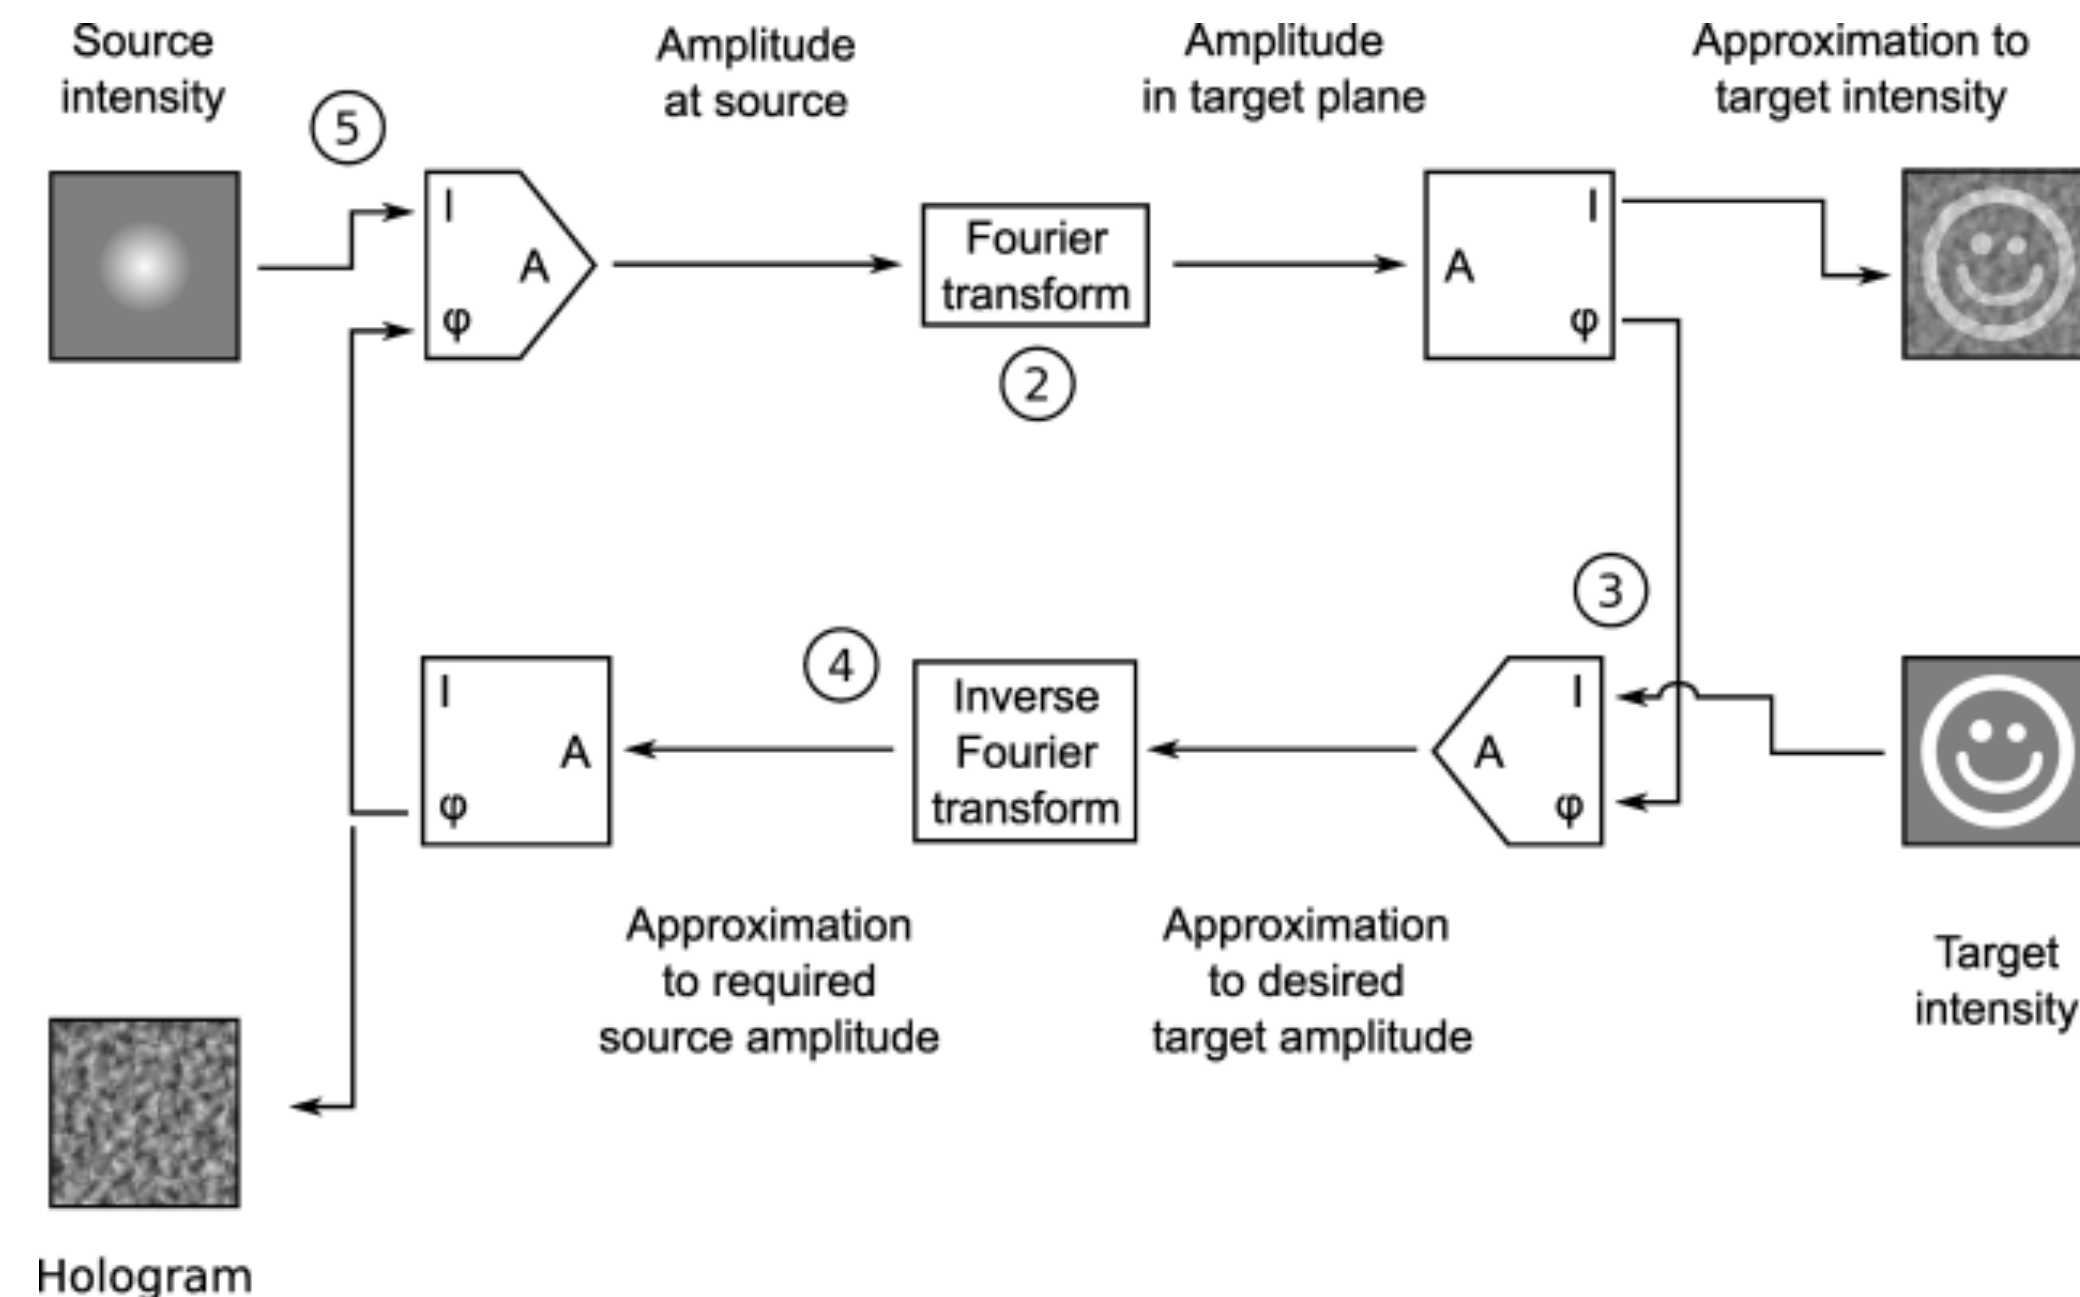 Source
intensity
Amplitude
at source
Amplitude
in target plane
Approximation to
target intensity
5
I
A
φ
Fourier
transform
2
I
A
φ
3
4
I
A
φ
Inverse
Fourier
transform
I
A
φ
Approximation
to required
source amplitude
Approximation
to desired
target amplitude
Target
intensity
Hologram